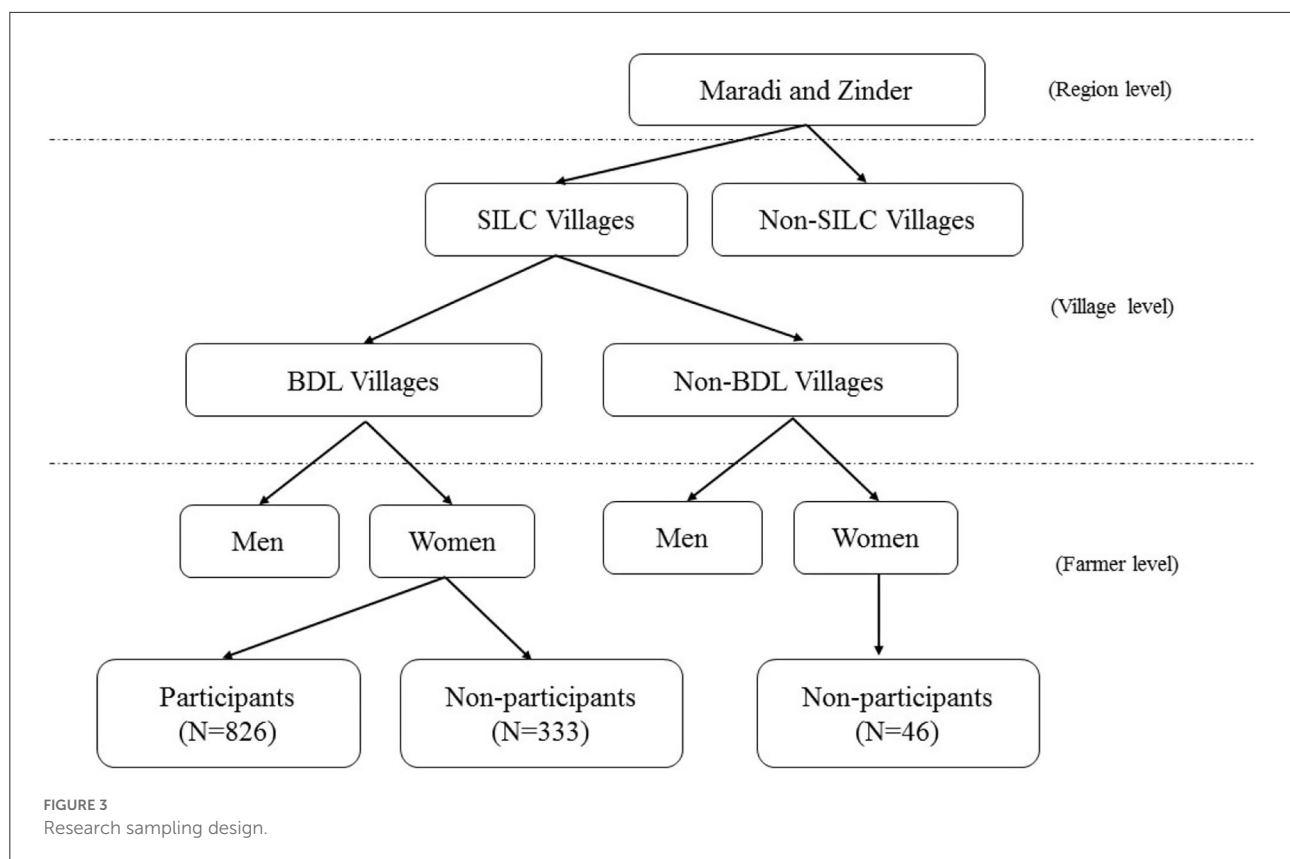 Maradi and Zinder
(Region level)
SILC Villages
Non-SILC Villages
(Village level)
BDL Villages
Non-BDL Villages
Men
Women
Men
Women
(Farmer level)
Participants
(N=826)
Non-participants
(N=333)
Non-participants
(N=46)
FIGURE 3
Research sampling design.